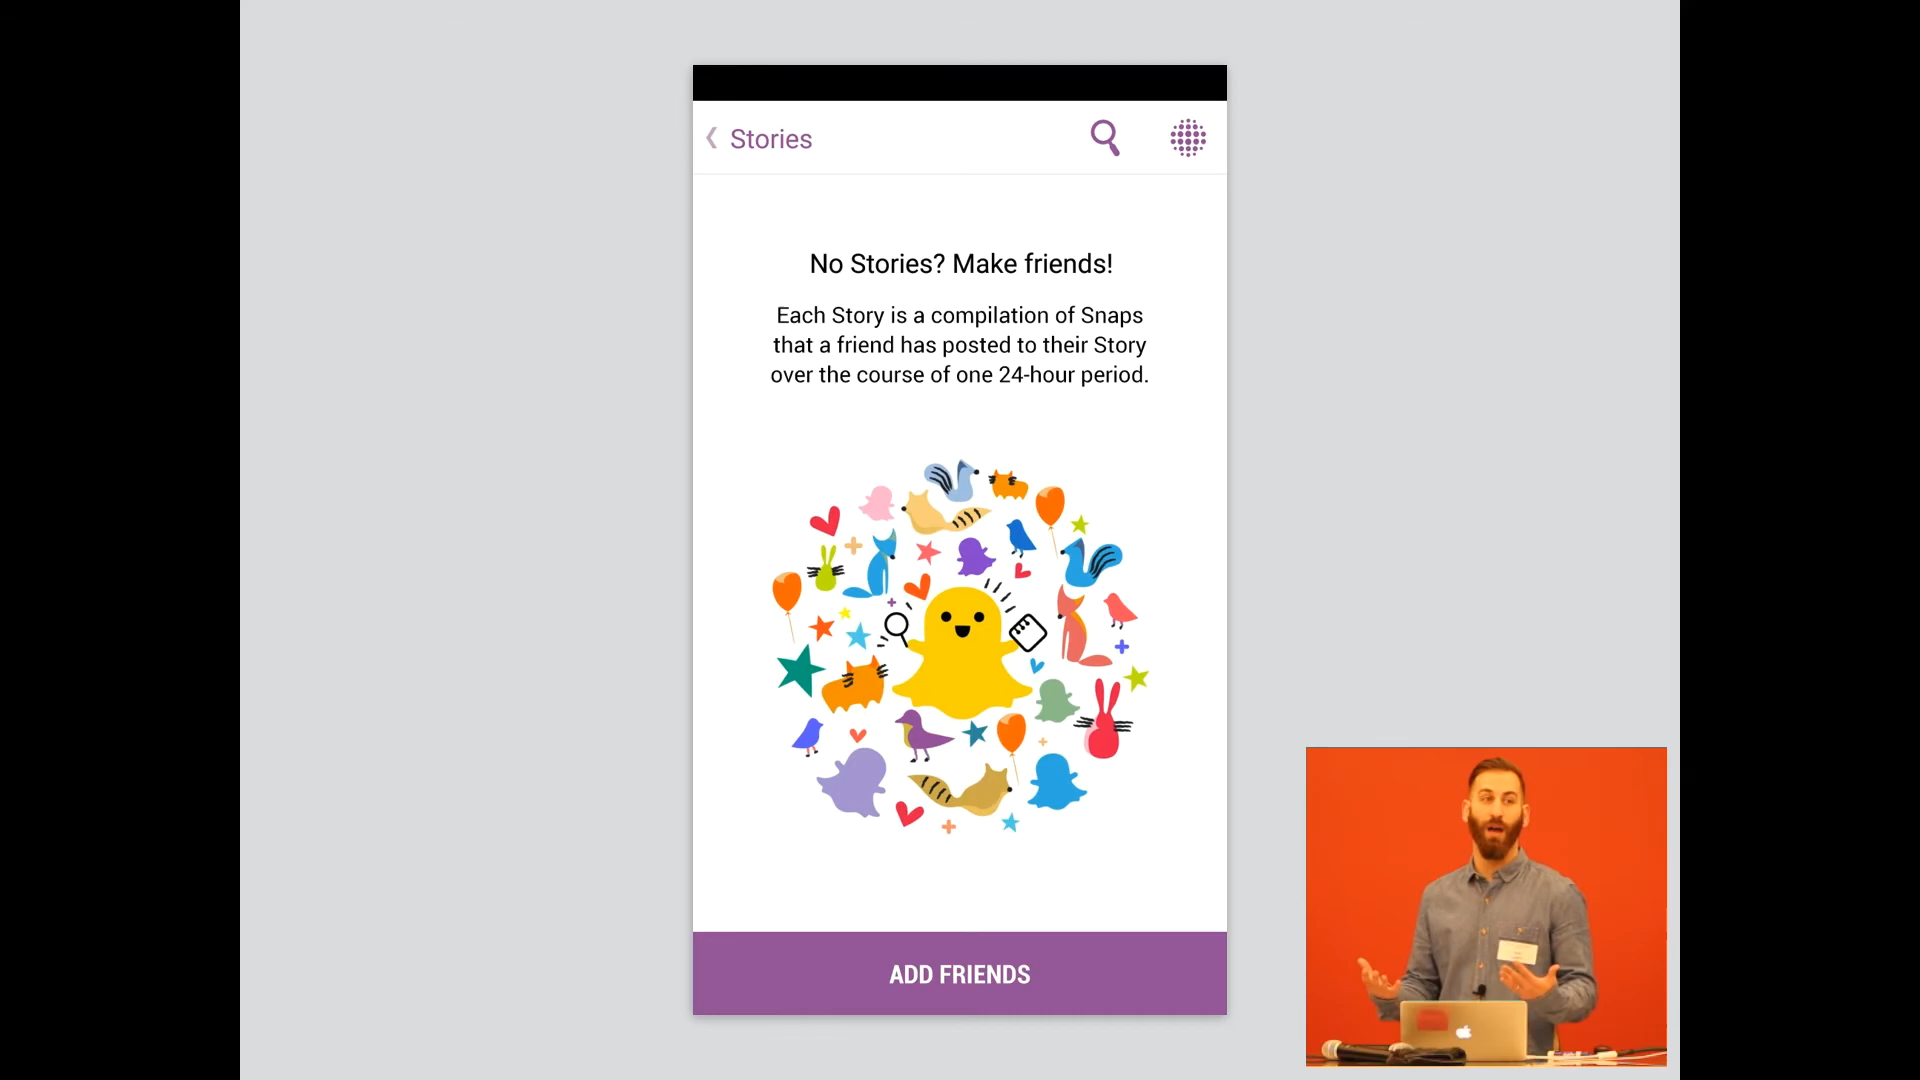 Stories
No Stories? Make friends!
Each Story is a compilation of Snaps
that a friend has posted to their Story
over the course of one 24-hour period.
ADD FRIENDS